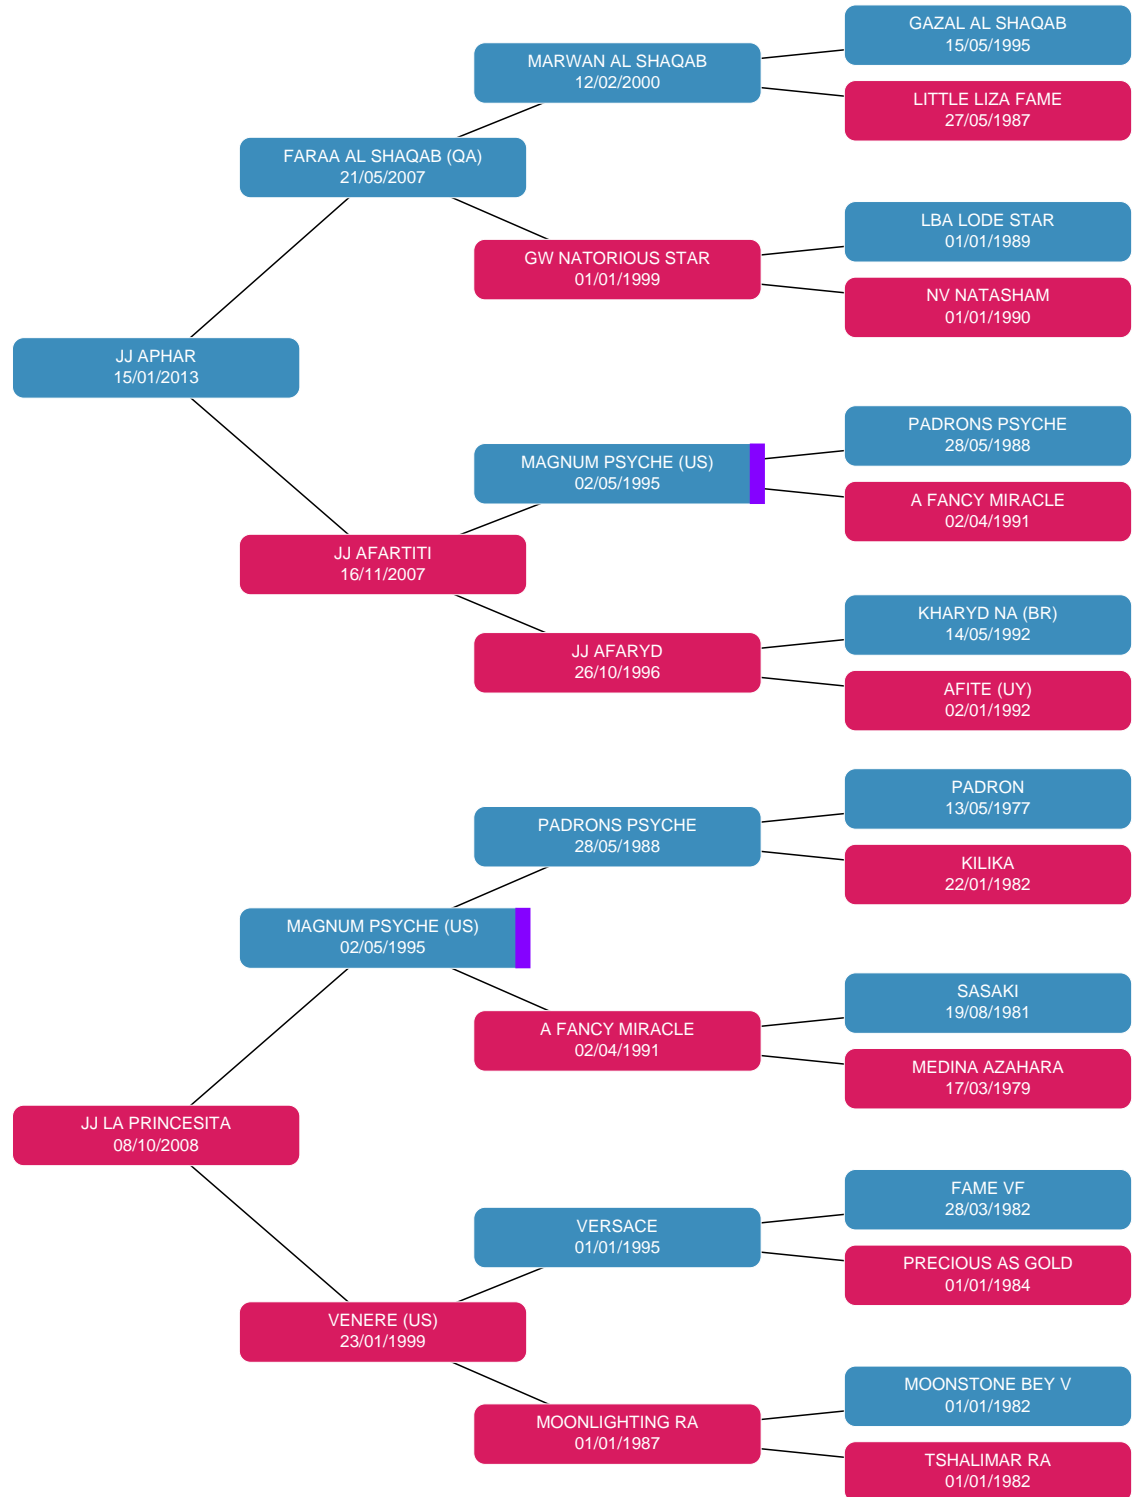 GAZAL AL SHAQAB
15/05/1995
MARWAN AL SHAQAB
12/02/2000
LITTLE LIZA FAME
27/05/1987
FARAA AL SHAQAB (QA)
21/05/2007
LBA LODE STAR
01/01/1989
GW NATORIOUS STAR
01/01/1999
NV NATASHAM
01/01/1990
JJ APHAR
15/01/2013
PADRONS PSYCHE
28/05/1988
MAGNUM PSYCHE (US)
02/05/1995
A FANCY MIRACLE
02/04/1991
JJ AFARTITI
16/11/2007
KHARYD NA (BR)
14/05/1992
JJ AFARYD
26/10/1996
AFITE (UY)
02/01/1992
PADRON
13/05/1977
PADRONS PSYCHE
28/05/1988
KILIKA
22/01/1982
MAGNUM PSYCHE (US)
02/05/1995
SASAKI
19/08/1981
A FANCY MIRACLE
02/04/1991
MEDINA AZAHARA
17/03/1979
JJ LA PRINCESITA
08/10/2008
FAME VF
28/03/1982
VERSACE
01/01/1995
PRECIOUS AS GOLD
01/01/1984
VENERE (US)
23/01/1999
MOONSTONE BEY V
01/01/1982
MOONLIGHTING RA
01/01/1987
TSHALIMAR RA
01/01/1982